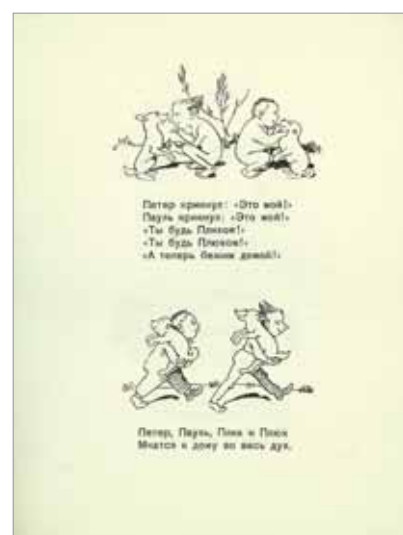 Петер крикнул: «Это мой!»
Пауль крикнул: «Это мой!»
«Ты будь Плихом!»
«Ты будь Плюхом!»
«А теперь бежим домой!»
Петер, Пауль, Плих и Плюх
Мчатся к дому во весь дух.